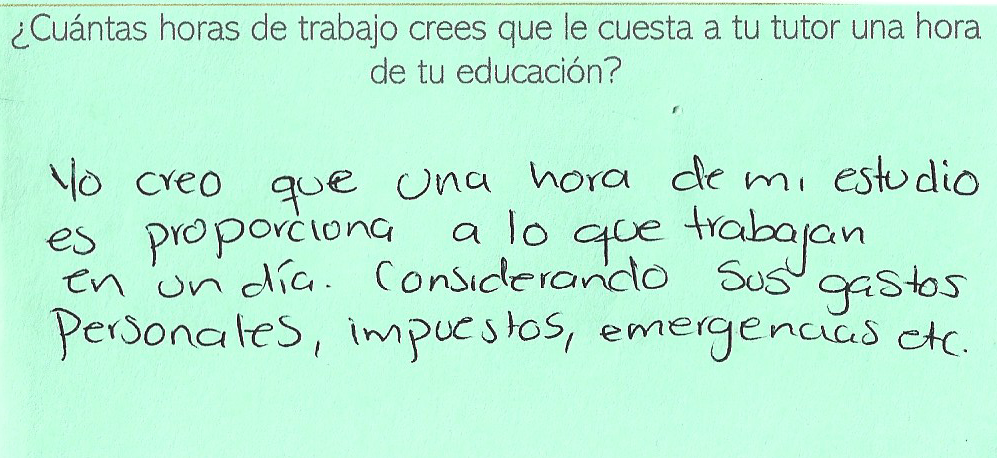 ¿Cuántas horas de trabajo crees que le cuesta a tu tutor una hora
de tu educación?
Yo creo que una hora de mi estudio
es proporciona a lo que trabajan
en un día. Considerando sus gastos
Personales, impuestos, emergencias etc.